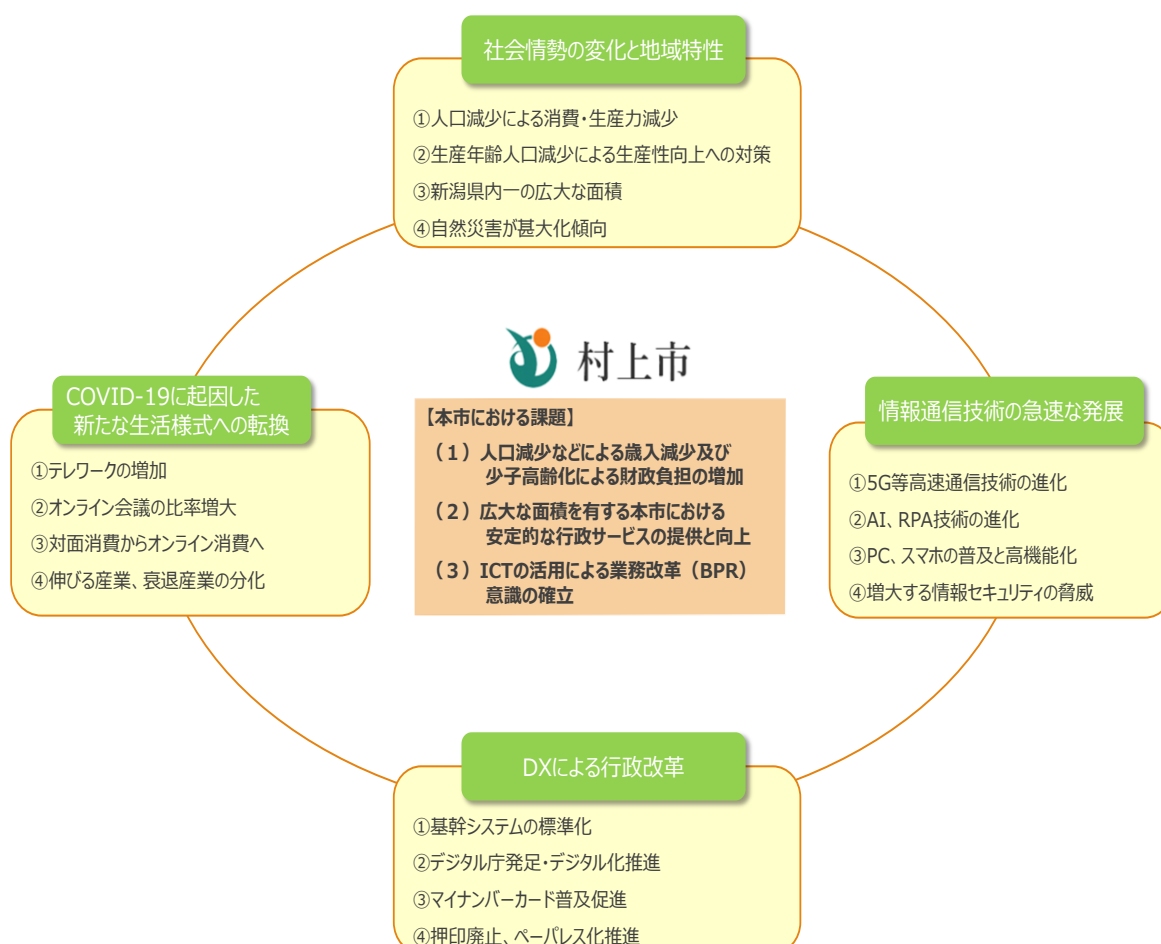 社会情勢の変化と地域特性
①人口減少による消費・生産力減少
②生産年齢人口減少による生産性向上への対策
③新潟県内一の広大な面積
④自然災害が甚大化傾向
村上市
【本市における課題】
（１）人口減少などによる歳入減少及び
少子高齢化による財政負担の増加
（２）広大な面積を有する本市における
安定的な行政サービスの提供と向上
（３）ICTの活用による業務改革（BPR）
意識の確立
COVID-19に起因した
新たな生活様式への転換
①テレワークの増加
②オンライン会議の比率増大
③対面消費からオンライン消費へ
④伸びる産業、衰退産業の分化
情報通信技術の急速な発展
①5G等高速通信技術の進化
②AI、RPA技術の進化
③PC、スマホの普及と高機能化
④増大する情報セキュリティの脅威
DXによる行政改革
①基幹システムの標準化
②デジタル庁発足・デジタル化推進
③マイナンバーカード普及促進
④押印廃止、ペーパレス化推進